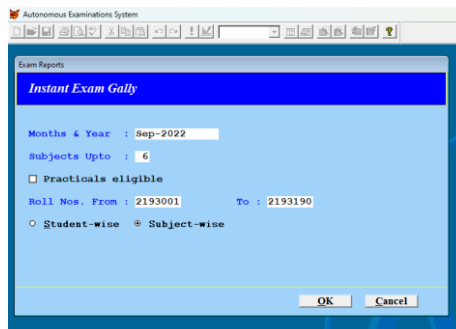 Autonomous Examinations System
Exam Reports
Instant Exam Gally
Months & Year : Sep-2022
Subjects Upto : 6
Practicals eligible
Roll Nos. From : 2193001 To : 2193190
Student-wise Subject-wise
OK Cancel